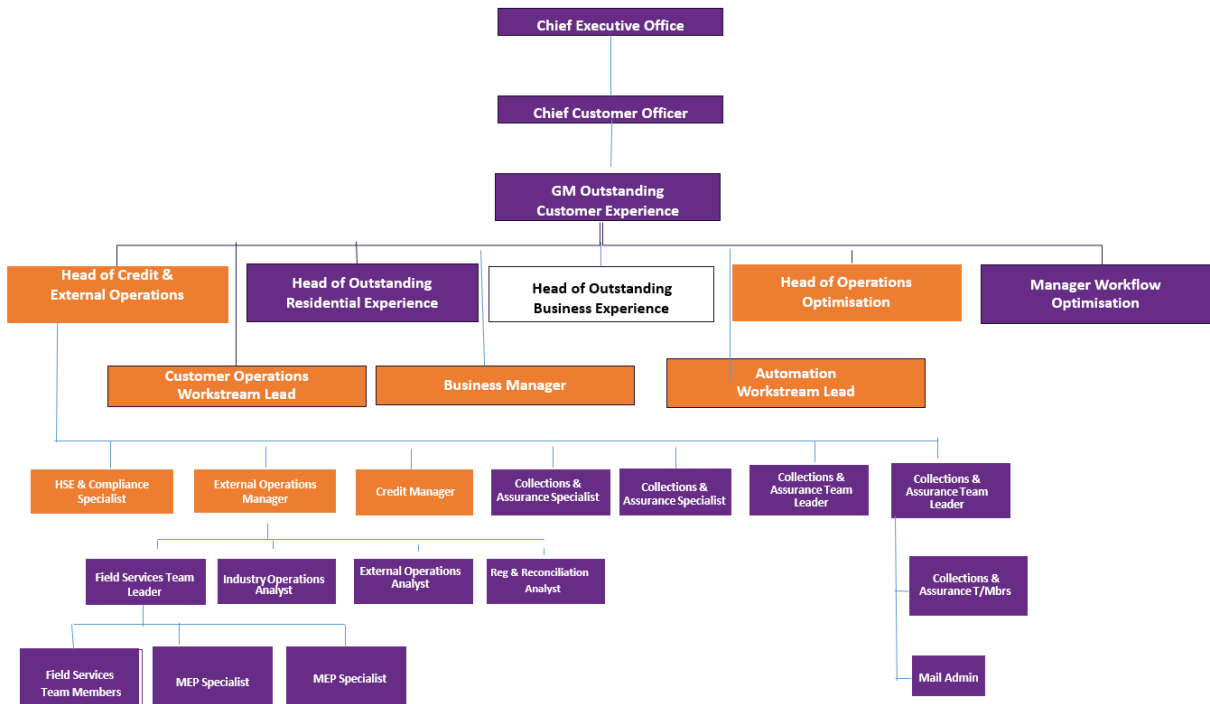 Chief Executive Office
Chief Customer Officer
GM Outstanding
Customer Experience
Head of Credit &
External Operations
Head of Outstanding
Residential Experience
Head of Outstanding
Business Experience
Head of Operations
Optimisation
Manager Workflow
Optimisation
Customer Operations
Workstream Lead
Business Manager
Automation
Workstream Lead
HSE & Compliance
Specialist
External Operations
Manager
Credit Manager
Collections &
Assurance Specialist
Collections &
Assurance Specialist
Collections &
Assurance Team
Leader
Collections &
Assurance Team
Leader
Field Services Team
Leader
Industry Operations
Analyst
External Operations
Analyst
Reg & Reconciliation
Analyst
Collections &
Assurance T/Mbrs
Field Services
Team Members
MEP Specialist
MEP Specialist
Mail Admin